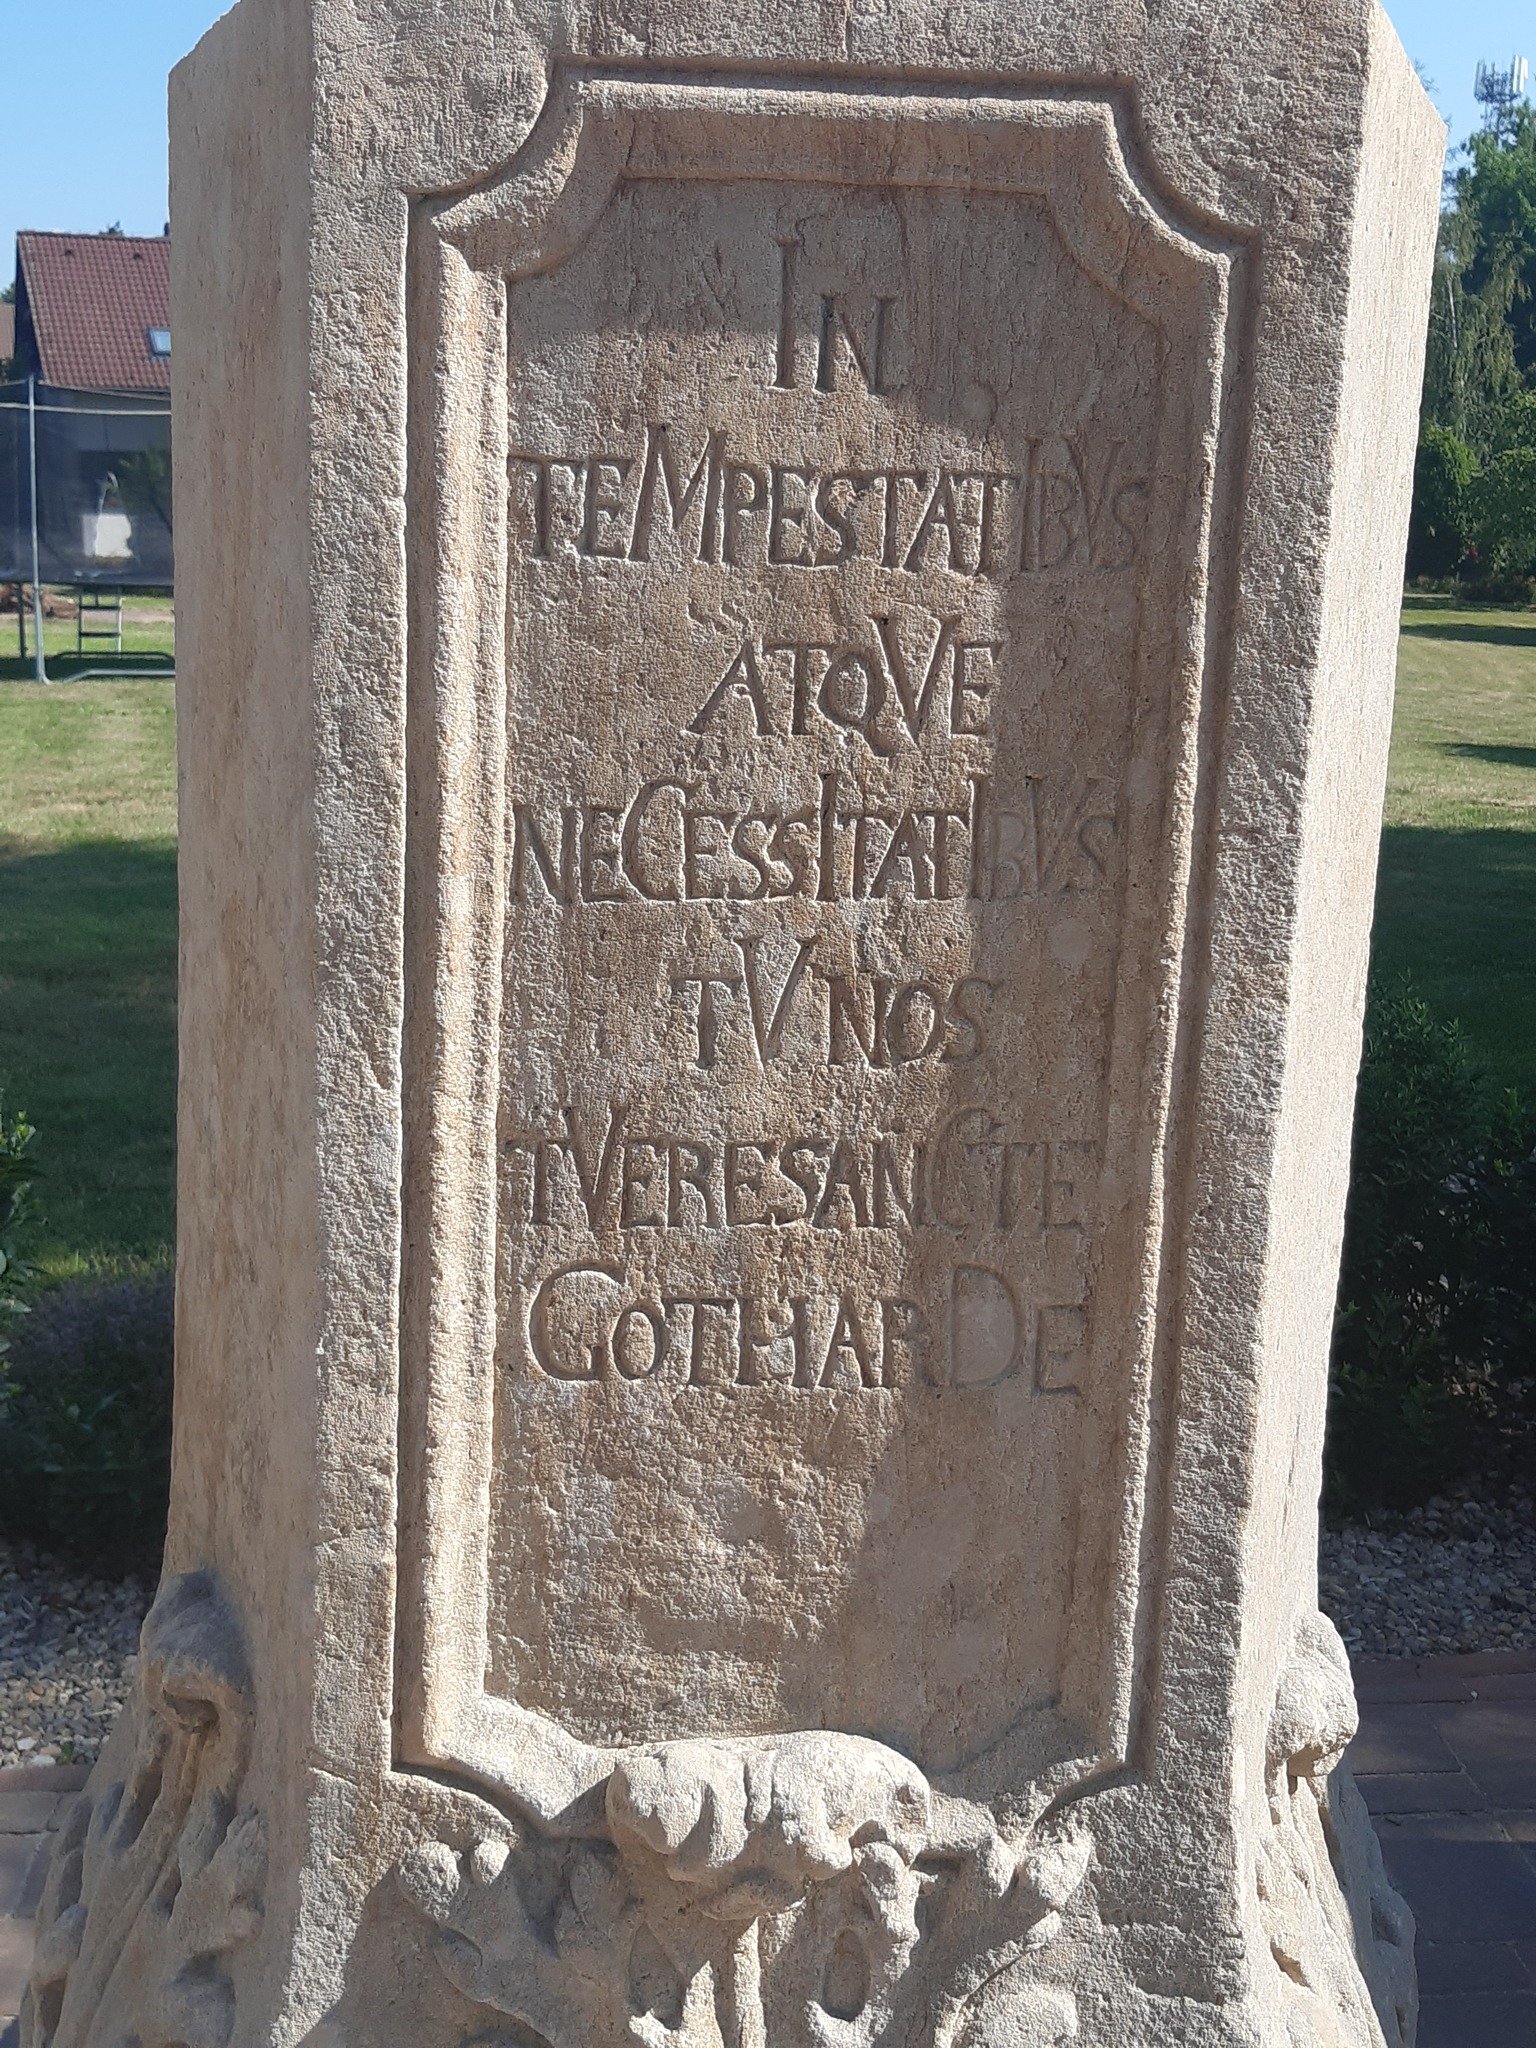 IN
TEMPESTATIBVS
ATQVE
NECESSITATIBVS
TV NOS
TVERE SANCTE
GOTHARDE